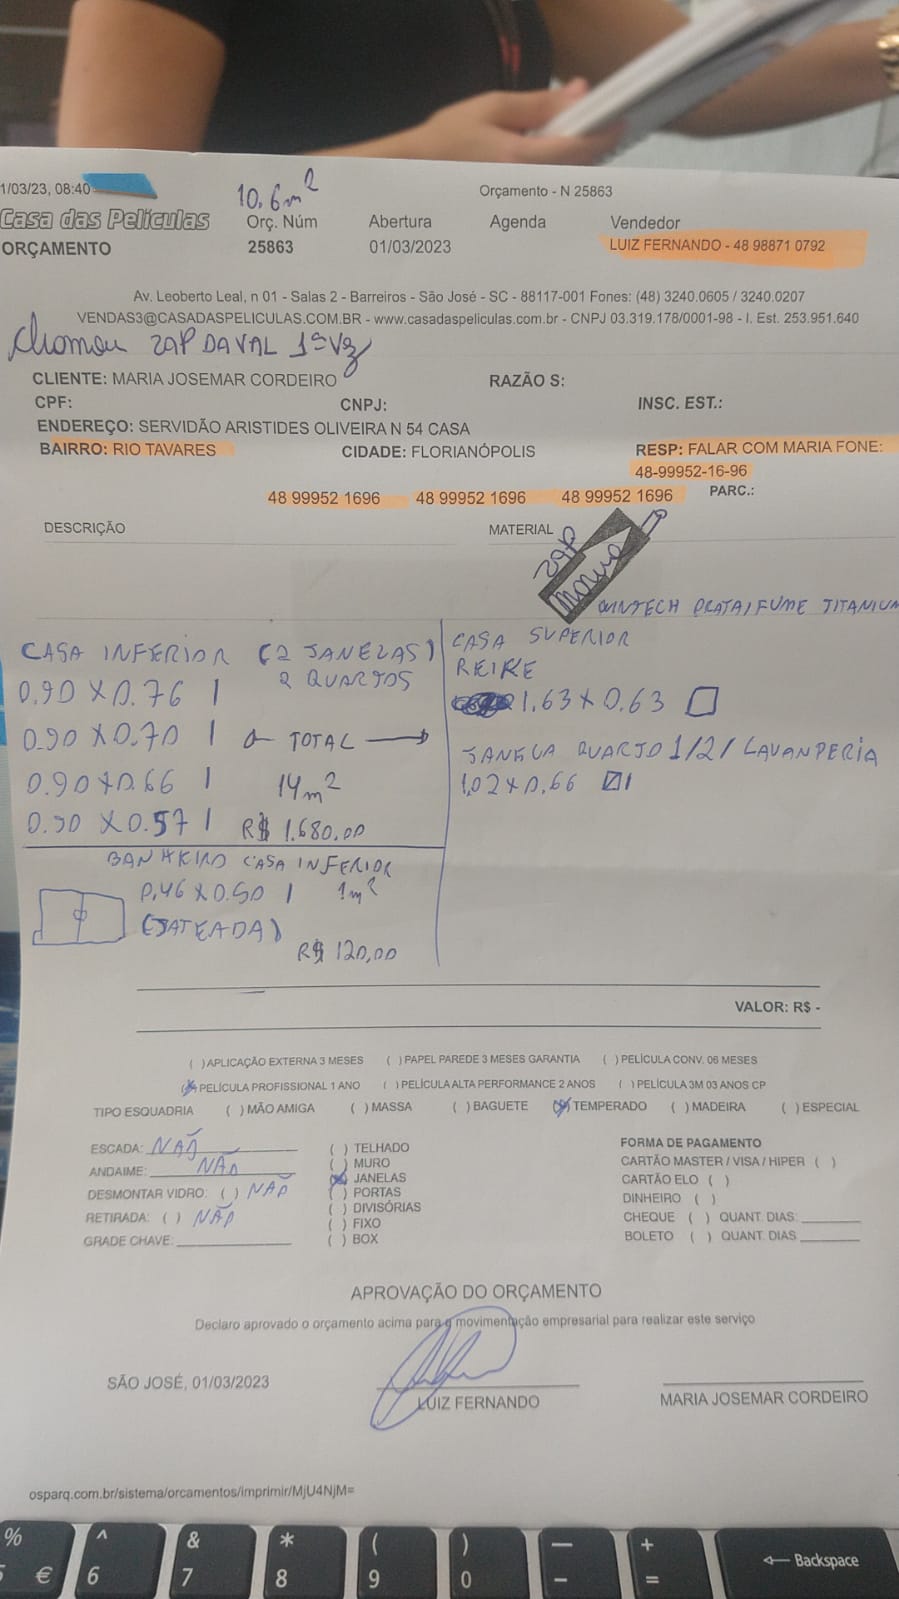 1/03/23, 08:40
10.6m²
Orçamento - N 25863
Casa das Películas
Orç. Núm Abertura Agenda Vendedor
ORÇAMENTO 25863 01/03/2023 LUIZ FERNANDO - 48 98871 0792
Av. Leoberto Leal, n 01 - Salas 2 - Barreiros - São José - SC - 88117-001 Fones: (48) 3240.0605 / 3240.0207
VENDAS3@CASADASPELICULAS.COM.BR - www.casadaspeliculas.com.br - CNPJ 03.319.178/0001-98 - I. Est. 253.951.640
ZAP DA VAL 1ª VZ
CLIENTE: MARIA JOSEMAR CORDEIRO RAZÃO S:
CPF: CNPJ: INSC. EST.:
ENDEREÇO: SERVIDÃO ARISTIDES OLIVEIRA N 54 CASA
BAIRRO: RIO TAVARES CIDADE: FLORIANÓPOLIS RESP: FALAR COM MARIA FONE:
48-99952-16-96
48 99952 1696 48 99952 1696 48 99952 1696 PARC.:
DESCRIÇÃO MATERIAL
ZAP
WINTECH PRATA/FUME TITANIUM
CASA INFERIOR (2 JANELAS)
2 QUARTOS
0.90 X 0.76 1
0.90 X 0.70 1 TOTAL
0.90 X 0.66 1 14m²
0.90 X 0.57 1 R$ 1.680.00
BANHEIRO CASA INFERIOR
0,46 X 0.50 1 1m²
(JATEADA)
R$ 120,00
CASA SUPERIOR
REIKE
1.63 X 0.63
JANELA QUARTO 1/2/LAVANDERIA
1,02 X 0.66
VALOR: R$ -
( )APLICAÇÃO EXTERNA 3 MESES ( )PAPEL PAREDE 3 MESES GARANTIA ( )PELÍCULA CONV. 06 MESES
(X)PELÍCULA PROFISSIONAL 1 ANO ( )PELÍCULA ALTA PERFORMANCE 2 ANOS ( )PELÍCULA 3M 03 ANOS CP
TIPO ESQUADRIA ( )MÃO AMIGA ( )MASSA ( )BAGUETE (X)TEMPERADO ( )MADEIRA ( )ESPECIAL
ESCADA: NAÕ
ANDAIME: NÃO
DESMONTAR VIDRO: ( ) NÃO
RETIRADA: ( ) NÃO
GRADE CHAVE:
( ) TELHADO
( ) MURO
(X) JANELAS
( ) PORTAS
( ) DIVISÓRIAS
( ) FIXO
( ) BOX
FORMA DE PAGAMENTO
CARTÃO MASTER / VISA / HIPER ( )
CARTÃO ELO ( )
DINHEIRO ( )
CHEQUE ( ) QUANT. DIAS:
BOLETO ( ) QUANT. DIAS
APROVAÇÃO DO ORÇAMENTO
Declaro aprovado o orçamento acima para a movimentação empresarial para realizar este serviço
SÃO JOSÉ, 01/03/2023
LUIZ FERNANDO MARIA JOSEMAR CORDEIRO
osparq.com.br/sistema/orcamentos/imprimir/MjU4NjM=
% ^ & * ( ) — + ← Backspace
5 € 6 7 8 9 0 - =